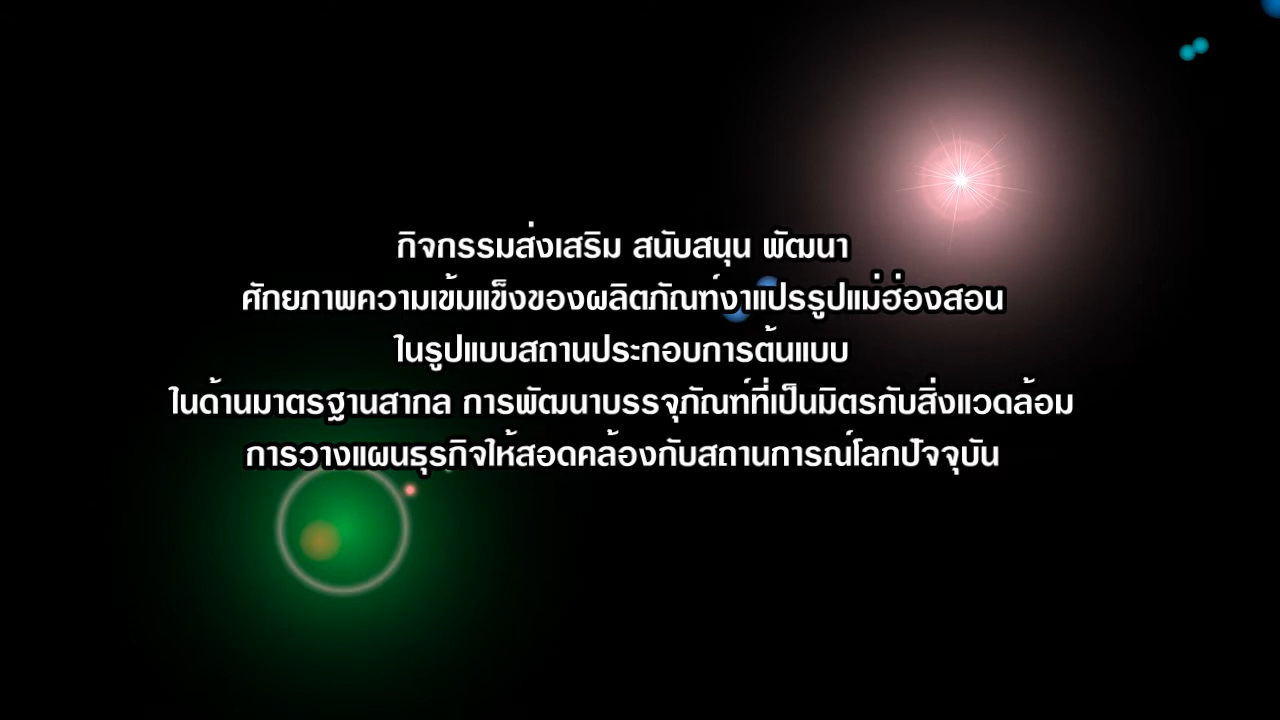 กิจกรรมส่งเสริม สนับสนุน พัฒนา
ศักยภาพความเข้มแข็งของผลิตภัณฑ์งาแปรรูปแม่ฮ่องสอน
ในรูปแบบสถานประกอบการต้นแบบ
ในด้านมาตรฐานสากล การพัฒนาบรรจุภัณฑ์ที่เป็นมิตรกับสิ่งแวดล้อม
การวางแผนธุรกิจให้สอดคล้องกับสถานการณ์โลกปัจจุบัน